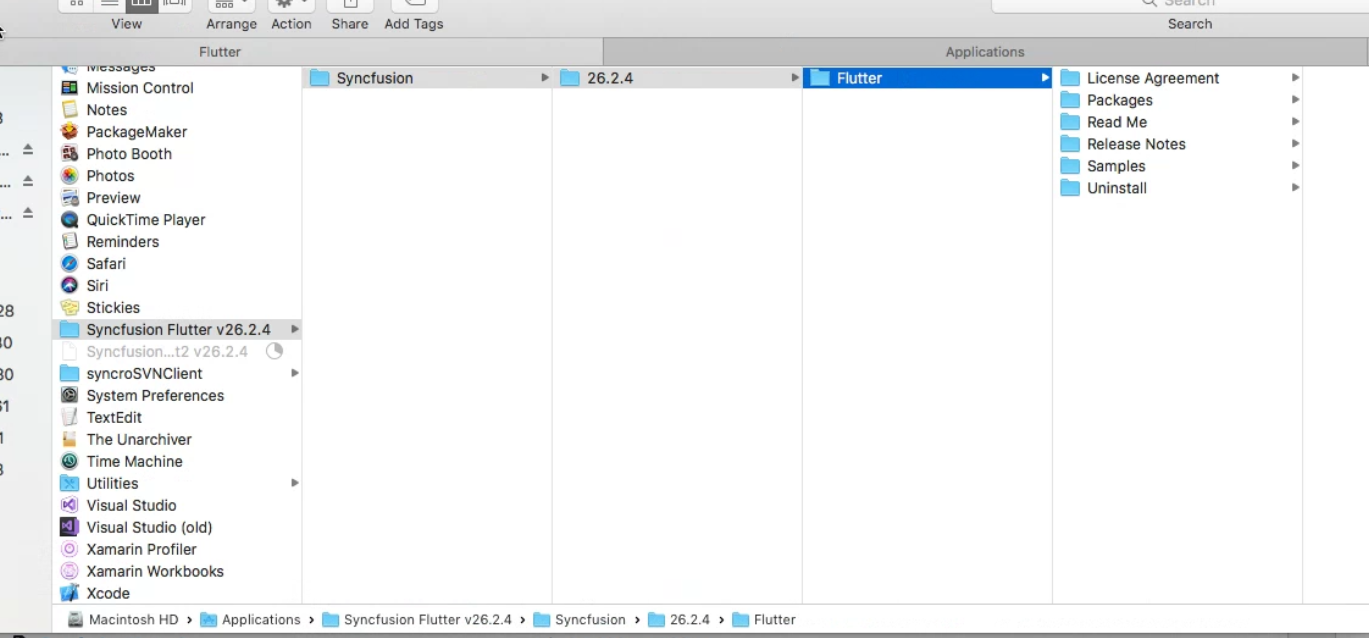 Search
View
Arrange
Action
Share
Add Tags
Search
Flutter
Applications
Messages
Mission Control
Notes
PackageMaker
Photo Booth
Photos
Preview
QuickTime Player
Reminders
Safari
Siri
Stickies
Syncfusion Flutter v26.2.4
Syncfusion...t2 v26.2.4
syncroSVNClient
System Preferences
TextEdit
The Unarchiver
Time Machine
Utilities
Visual Studio
Visual Studio (old)
Xamarin Profiler
Xamarin Workbooks
Xcode
Syncfusion
26.2.4
Flutter
License Agreement
Packages
Read Me
Release Notes
Samples
Uninstall
Macintosh HD › Applications › Syncfusion Flutter v26.2.4 › Syncfusion › 26.2.4 › Flutter